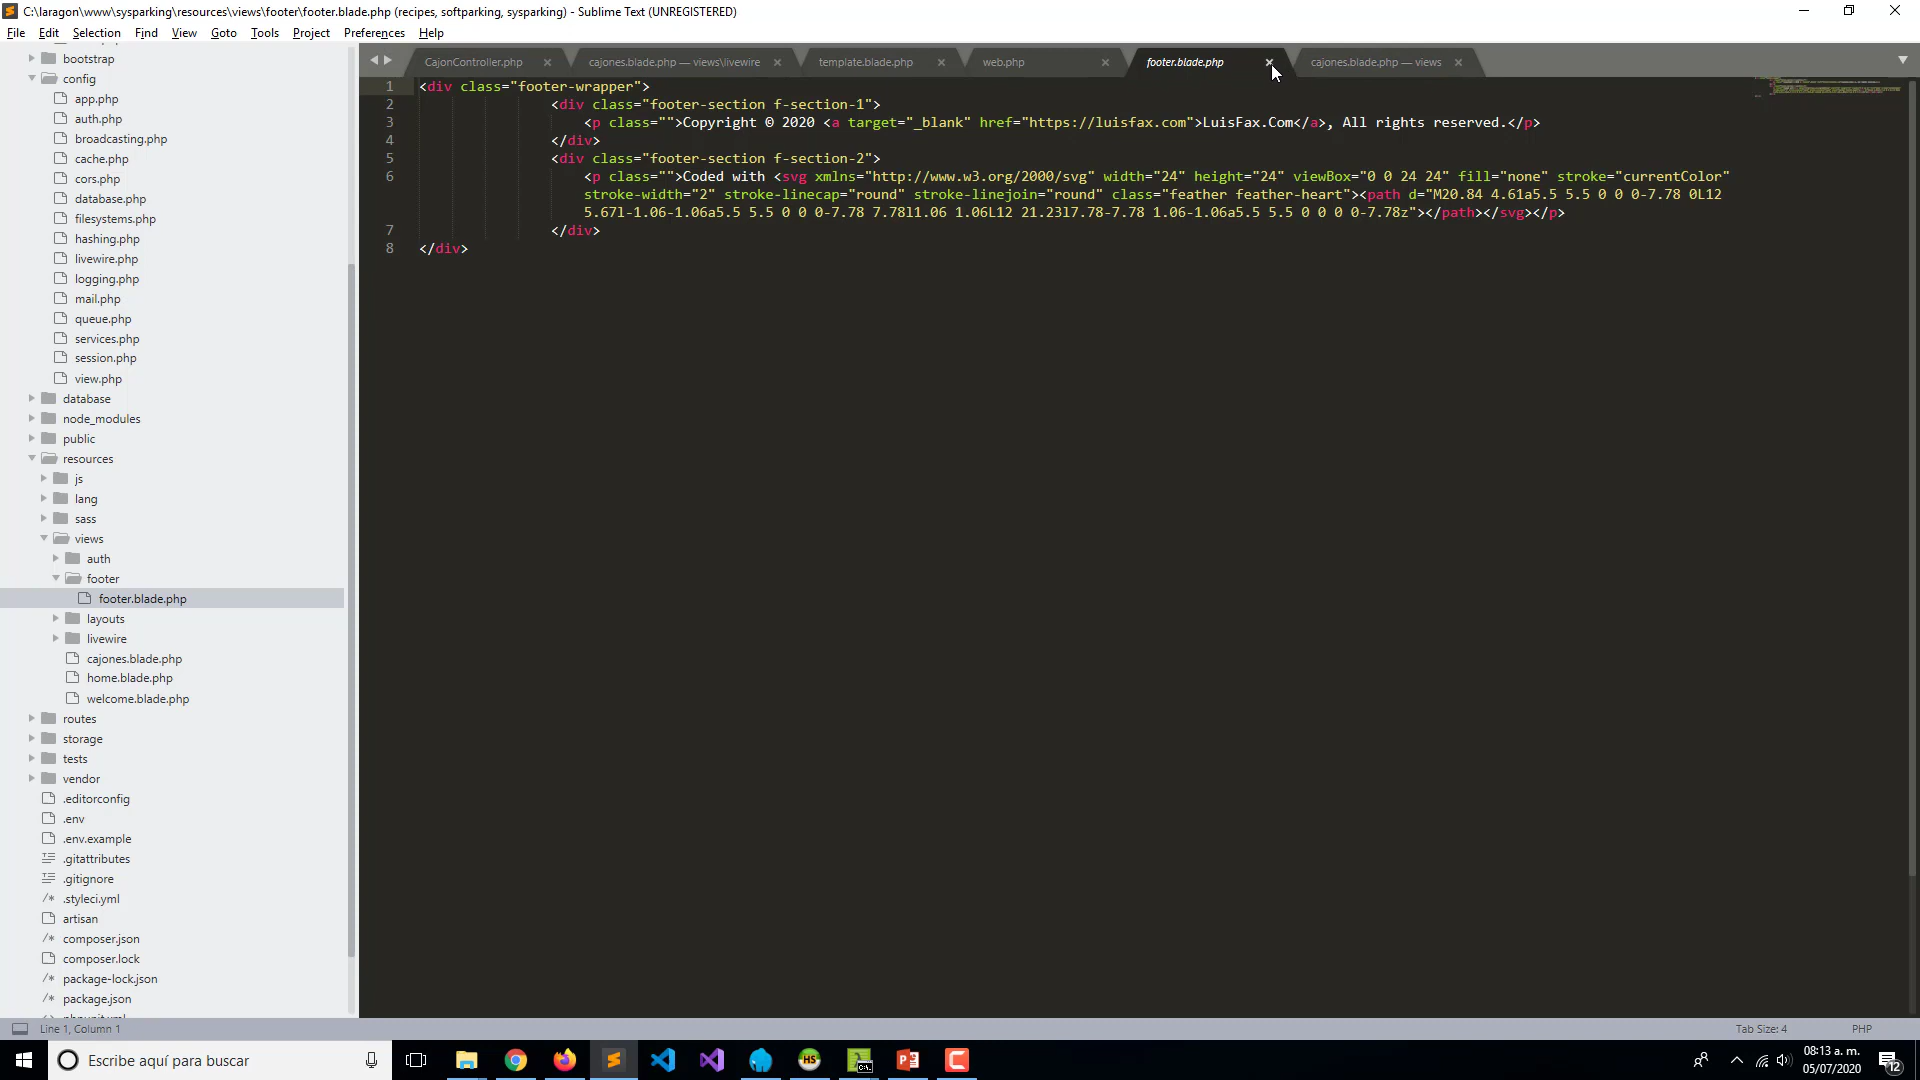 C:\laragon\www\sysparking\resources\views\footer\footer.blade.php (recipes, softparking, sysparking) - Sublime Text (UNREGISTERED)
File Edit Selection Find View Goto Tools Project Preferences Help
CajonController.php × cajones.blade.php — views\livewire × template.blade.php × web.php × footer.blade.php × cajones.blade.php — views ×
bootstrap
config
app.php
auth.php
broadcasting.php
cache.php
cors.php
database.php
filesystems.php
hashing.php
livewire.php
logging.php
mail.php
queue.php
services.php
session.php
view.php
database
node_modules
public
resources
js
lang
sass
views
auth
footer
footer.blade.php
layouts
livewire
cajones.blade.php
home.blade.php
welcome.blade.php
routes
storage
tests
vendor
.editorconfig
.env
.env.example
.gitattributes
.gitignore
/* .styleci.yml
artisan
/* composer.json
composer.lock
/* package-lock.json
/* package.json
1 <div class="footer-wrapper">
2 <div class="footer-section f-section-1">
3 <p class="">Copyright © 2020 <a target="_blank" href="https://luisfax.com">LuisFax.Com</a>, All rights reserved.</p>
4 </div>
5 <div class="footer-section f-section-2">
6 <p class="">Coded with <svg xmlns="http://www.w3.org/2000/svg" width="24" height="24" viewBox="0 0 24 24" fill="none" stroke="currentColor"
stroke-width="2" stroke-linecap="round" stroke-linejoin="round" class="feather feather-heart"><path d="M20.84 4.61a5.5 5.5 0 0 0-7.78 0L12
5.67l-1.06-1.06a5.5 5.5 0 0 0-7.78 7.78l1.06 1.06L12 21.23l7.78-7.78 1.06-1.06a5.5 5.5 0 0 0 0-7.78z"></path></svg></p>
7 </div>
8 </div>
Line 1, Column 1 Tab Size: 4 PHP
Escribe aquí para buscar
HS
C:\.
08:13 a. m.
05/07/2020
12